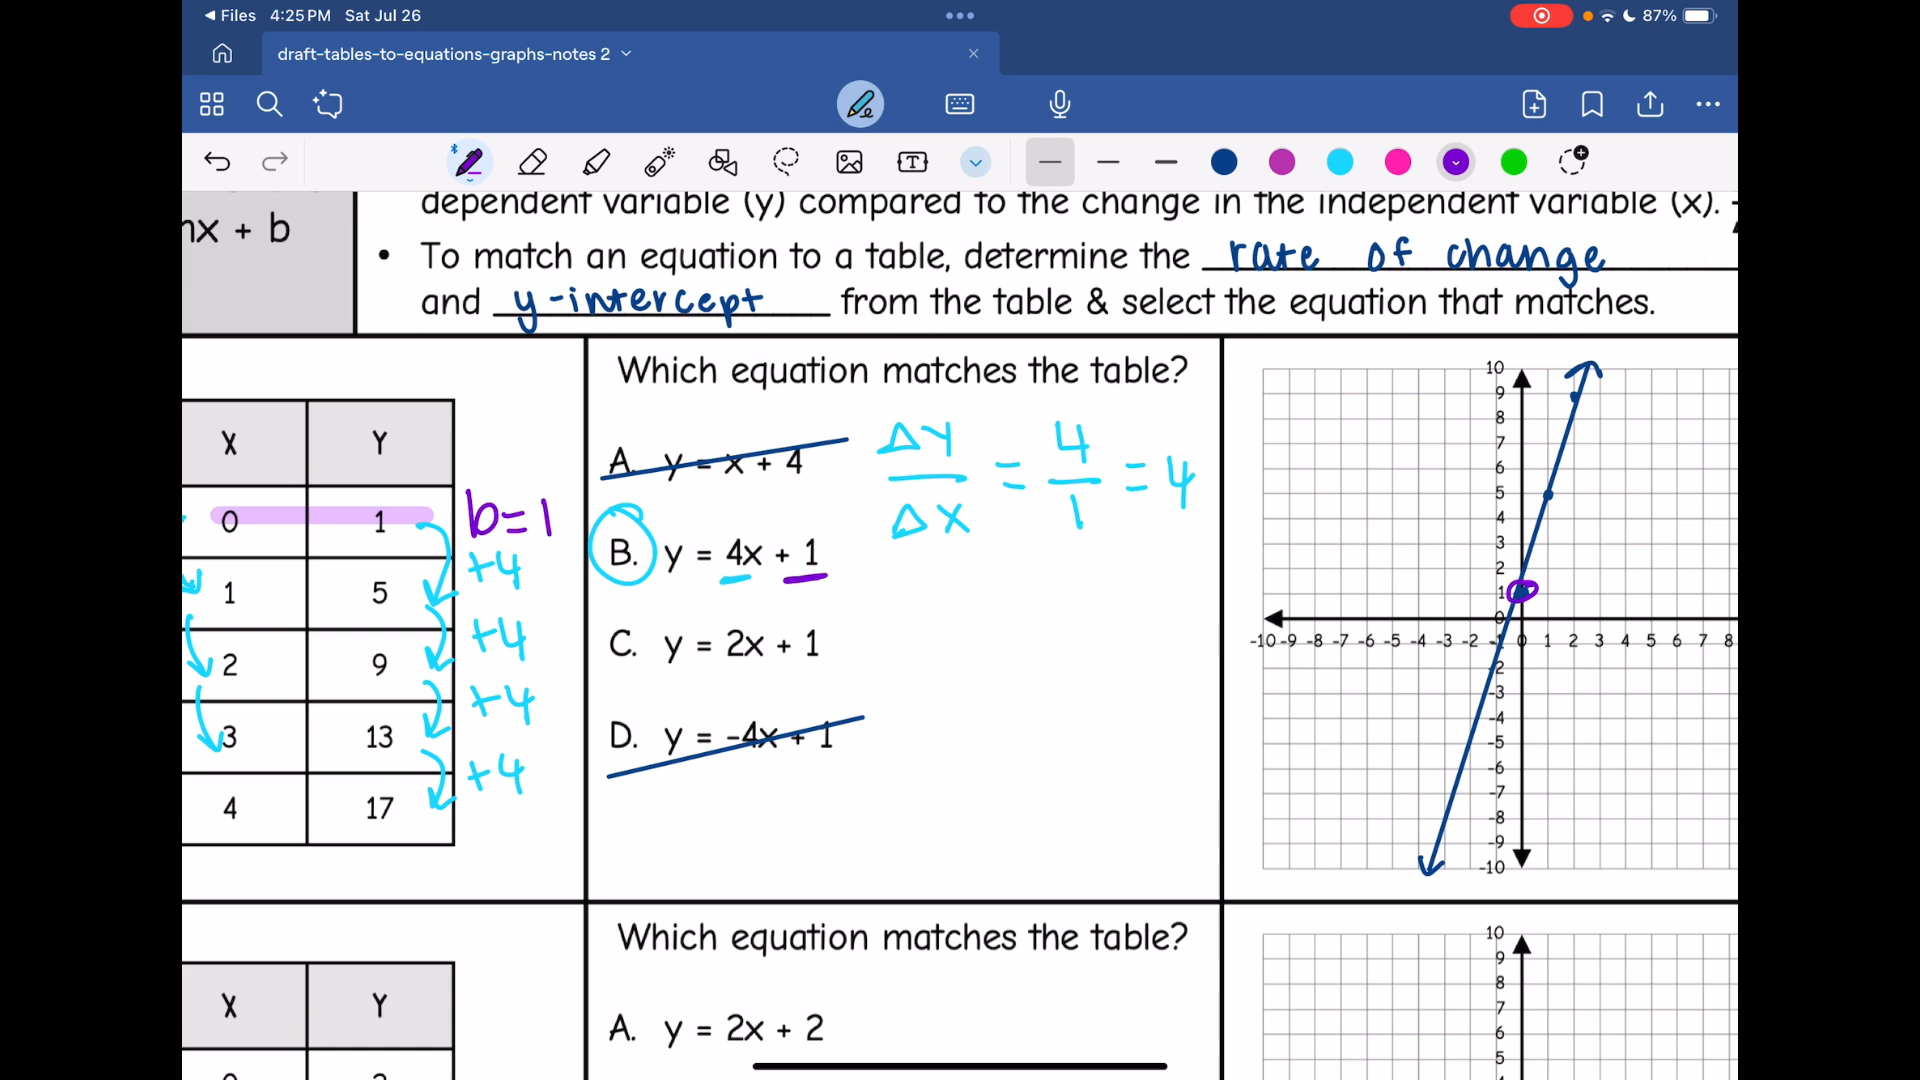 Files 4:25 PM Sat Jul 26
87%
draft-tables-to-equations-graphs-notes 2
dependent variable (y) compared to the change in the independent variable (x).
mx + b
• To match an equation to a table, determine the rate of change
and y-intercept from the table & select the equation that matches.
X Y
0 1 b=1
+4
1 5
+4
2 9
+4
3 13
+4
4 17
Which equation matches the table?
A. y = x + 4
B. y = 4x + 1
C. y = 2x + 1
D. y = -4x + 1
ΔY/ΔX = 4/1 = 4
10
9
8
7
6
5
4
3
2
1
0
-10 -9 -8 -7 -6 -5 -4 -3 -2 -1 0 1 2 3 4 5 6 7 8
-2
-3
-4
-5
-6
-7
-8
-9
-10
X Y
Which equation matches the table?
A. y = 2x + 2
10
9
8
7
6
5